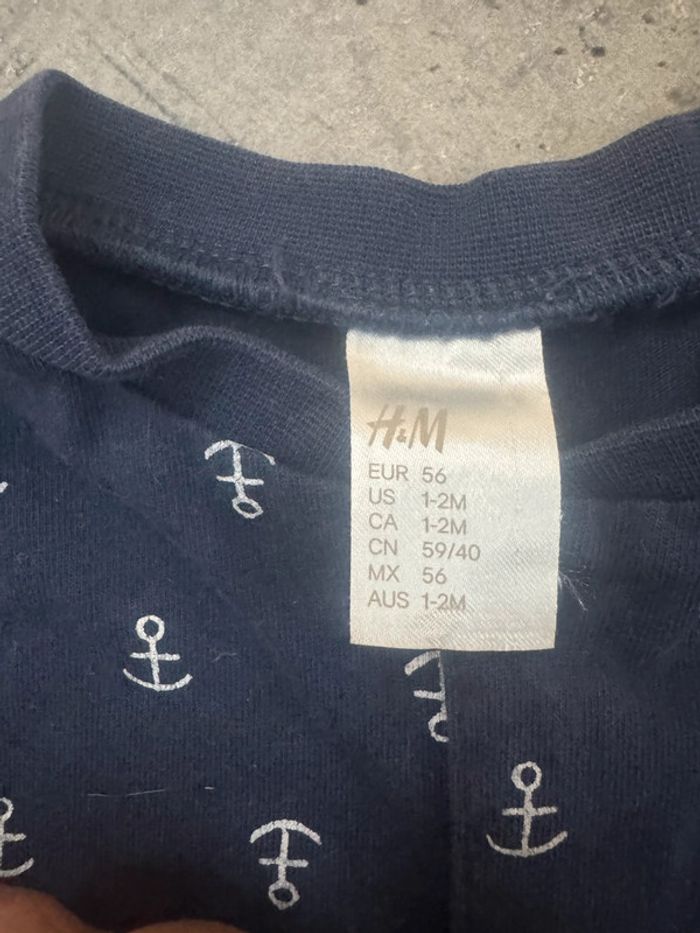 H&M
EUR 56
US 1-2M
CA 1-2M
CN 59/40
MX 56
AUS 1-2M